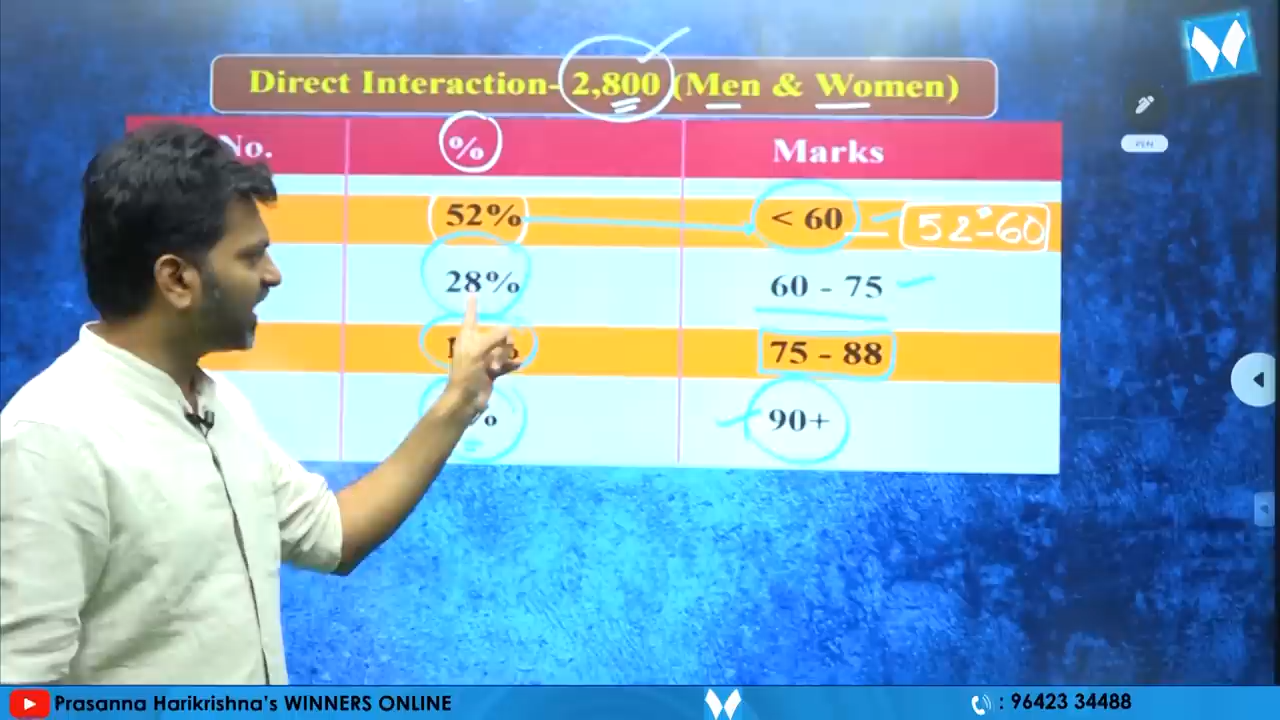 Direct Interaction- 2,800 (Men & Women)
PEN
No. % Marks
52% < 60 52-60
28% 60 - 75
75 - 88
% 90+
Prasanna Harikrishna's WINNERS ONLINE
: 96423 34488